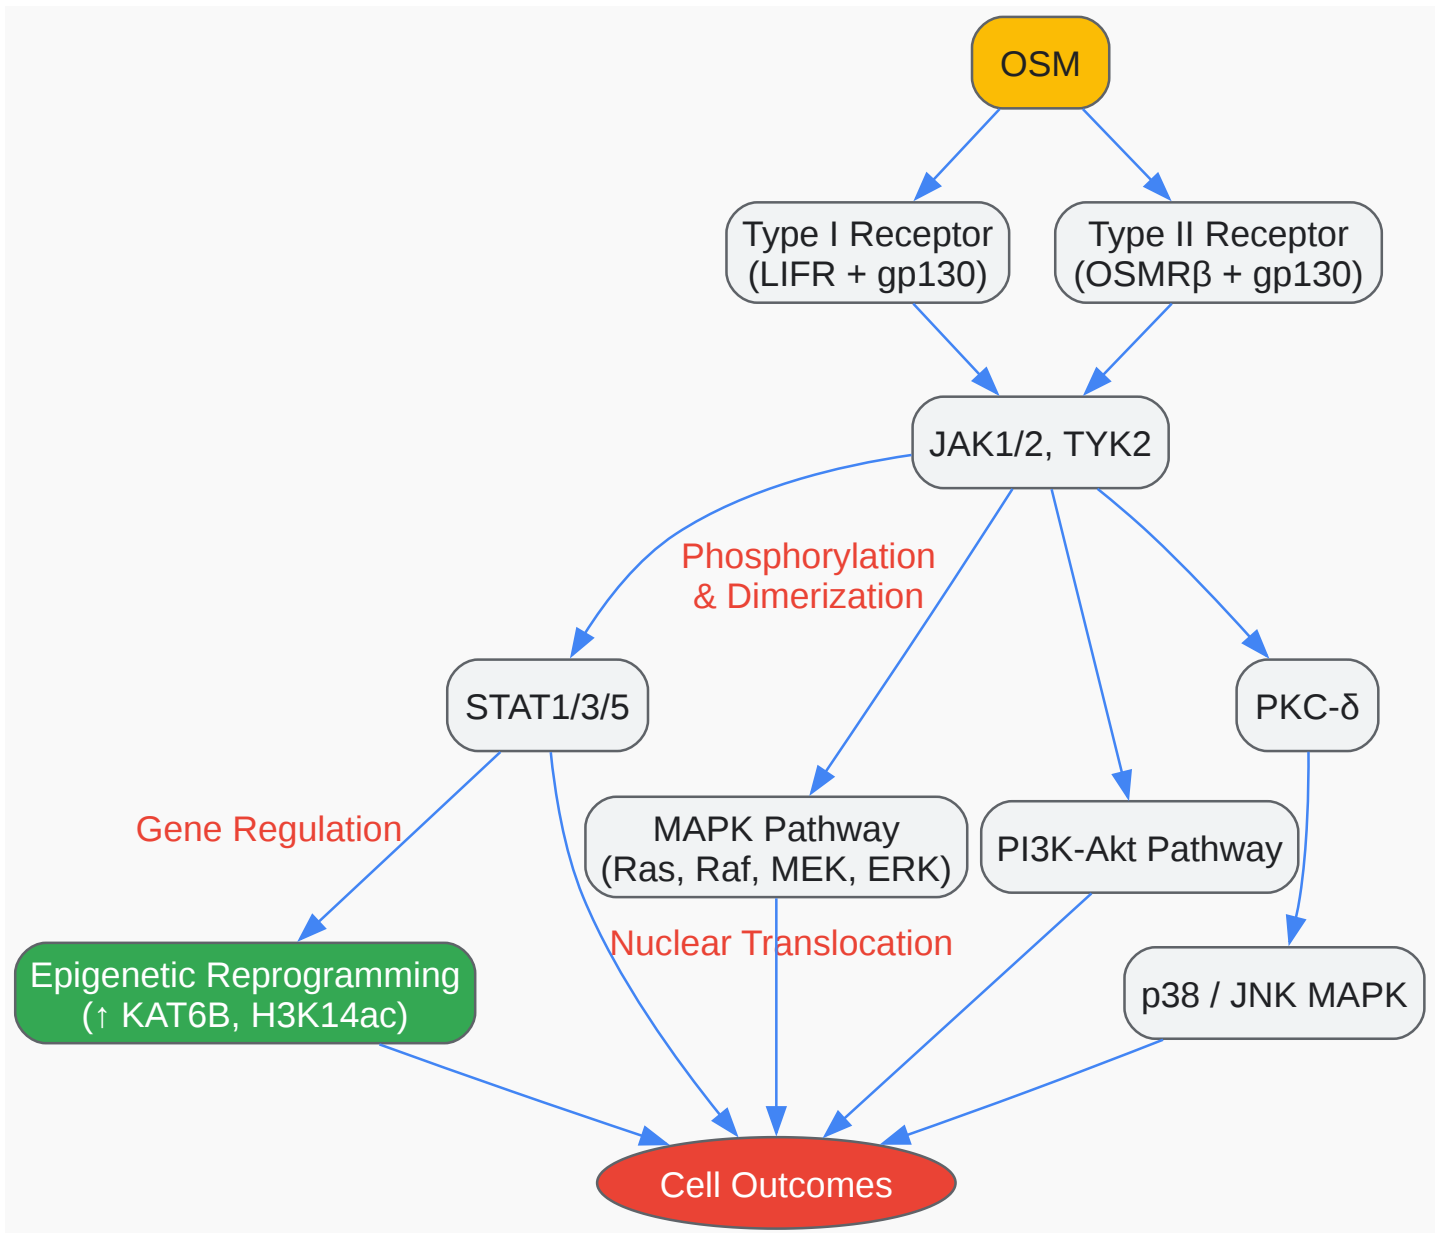 OSM
Type I Receptor
(LIFR + gp130)
Type II Receptor
(OSMRβ + gp130)
JAK1/2, TYK2
Phosphorylation
& Dimerization
STAT1/3/5
PKC-δ
Gene Regulation
MAPK Pathway
(Ras, Raf, MEK, ERK)
PI3K-Akt Pathway
Nuclear Translocation
Epigenetic Reprogramming
(↑ KAT6B, H3K14ac)
p38 / JNK MAPK
Cell Outcomes